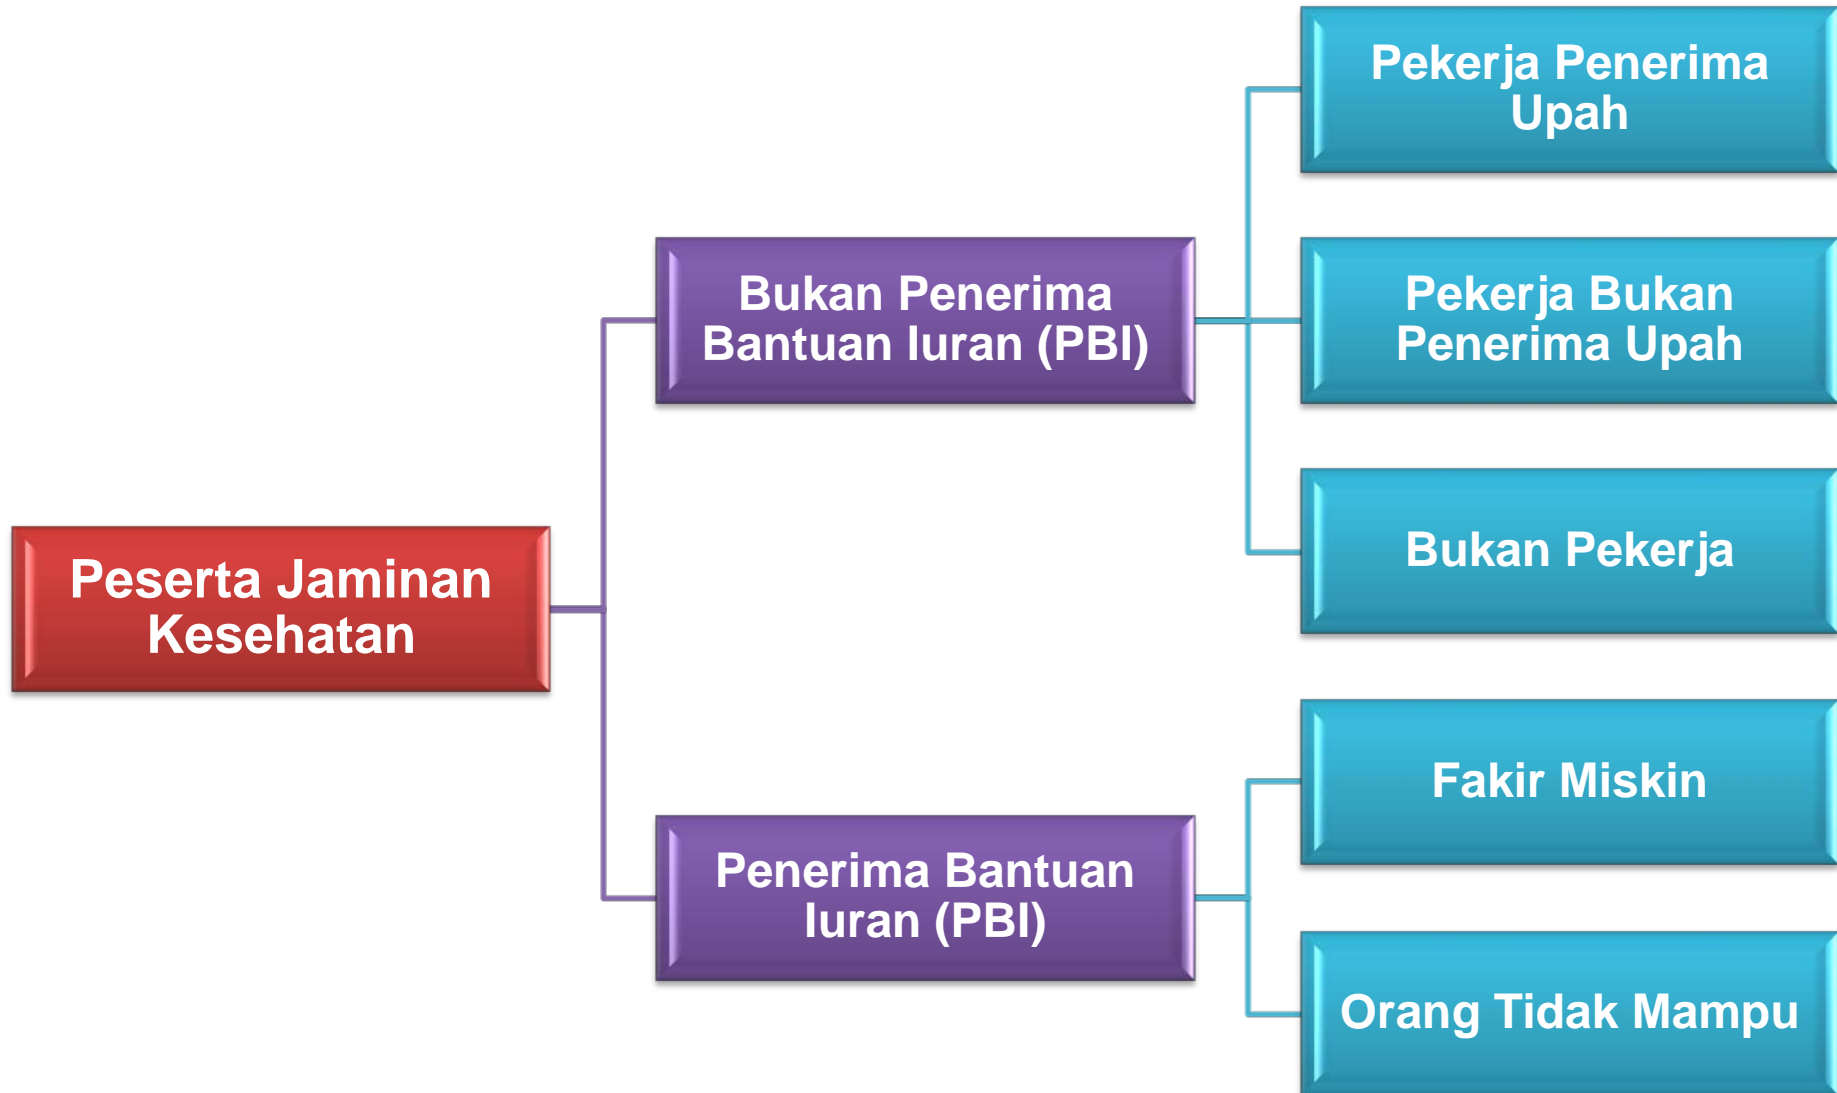 Peserta Jaminan
Kesehatan
Bukan Penerima
Bantuan Iuran (PBI)
Pekerja Penerima
Upah
Pekerja Bukan
Penerima Upah
Bukan Pekerja
Penerima Bantuan
Iuran (PBI)
Fakir Miskin
Orang Tidak Mampu